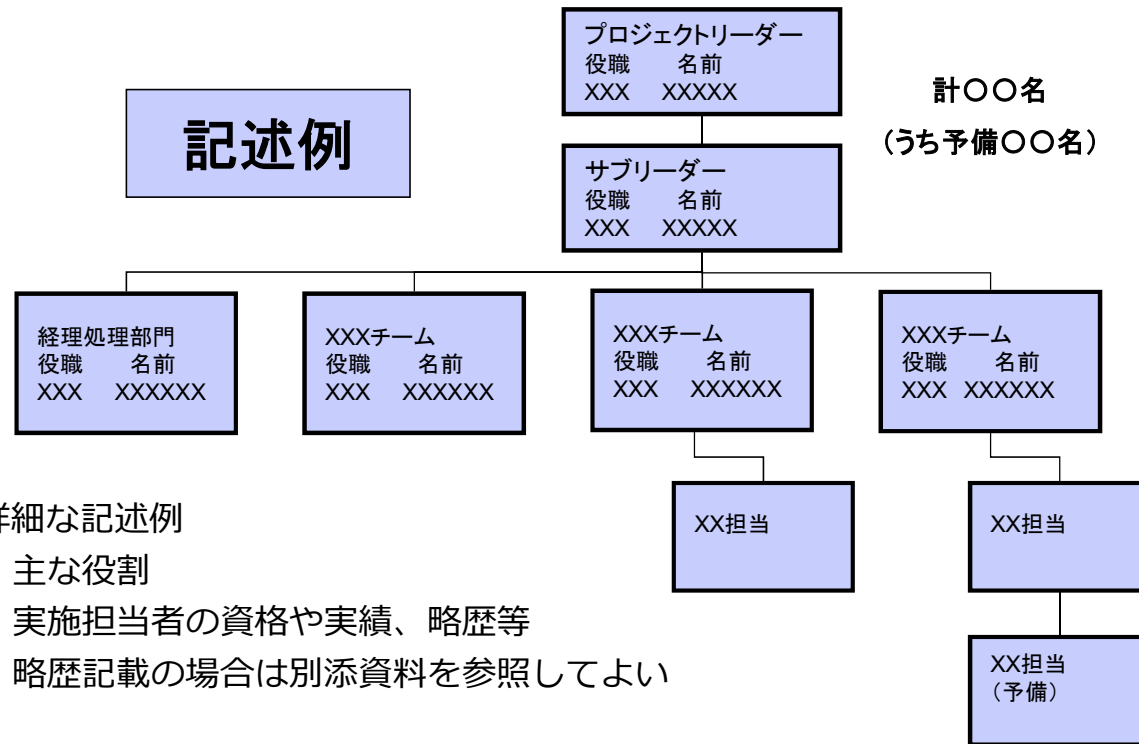 プロジェクトリーダー
役職 名前
XXX XXXXX
計〇〇名
(うち予備〇〇名)
記述例
サブリーダー
役職 名前
XXX XXXXX
経理処理部門
役職 名前
XXX XXXXXX
XXXチーム
役職 名前
XXX XXXXXX
XXXチーム
役職 名前
XXX XXXXXX
XXXチーム
役職 名前
XXX XXXXXX
XX担当
XX担当
XX担当
(予備)
詳細な記述例
主な役割
実施担当者の資格や実績、略歴等
略歴記載の場合は別添資料を参照してよい